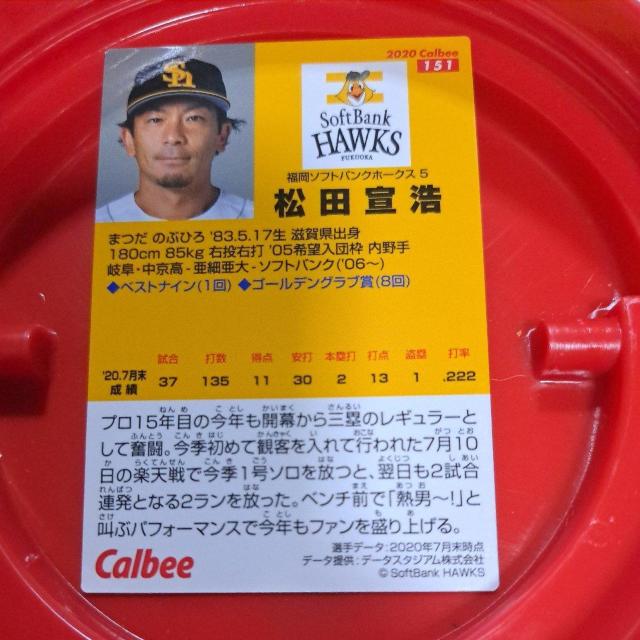 2020 Calbee
151
Sh
SoftBank
HAWKS
FUKUOKA
福岡ソフトバンクホークス 5
松田宣浩
まつだ のぶひろ '83.5.17生 滋賀県出身
180cm 85kg 右投右打 '05希望入団枠 内野手
岐阜・中京高-亜細亜大-ソフトバンク('06〜)
◆ベストナイン(1回) ◆ゴールデングラブ賞(8回)
試合 打数 得点 安打 本塁打 打点 盗塁 打率
'20.7月末成績 37 135 11 30 2 13 1 .222
プロ15年目の今年も開幕から三塁のレギュラーと
して奮闘。今季初めて観客を入れて行われた7月10
日の楽天戦で今季1号ソロを放つと、翌日も2試合
連発となる2ランを放った。ベンチ前で「熱男〜!」と
叫ぶパフォーマンスで今年もファンを盛り上げる。
選手データ:2020年7月末時点
データ提供:データスタジアム株式会社
© SoftBank HAWKS
Calbee